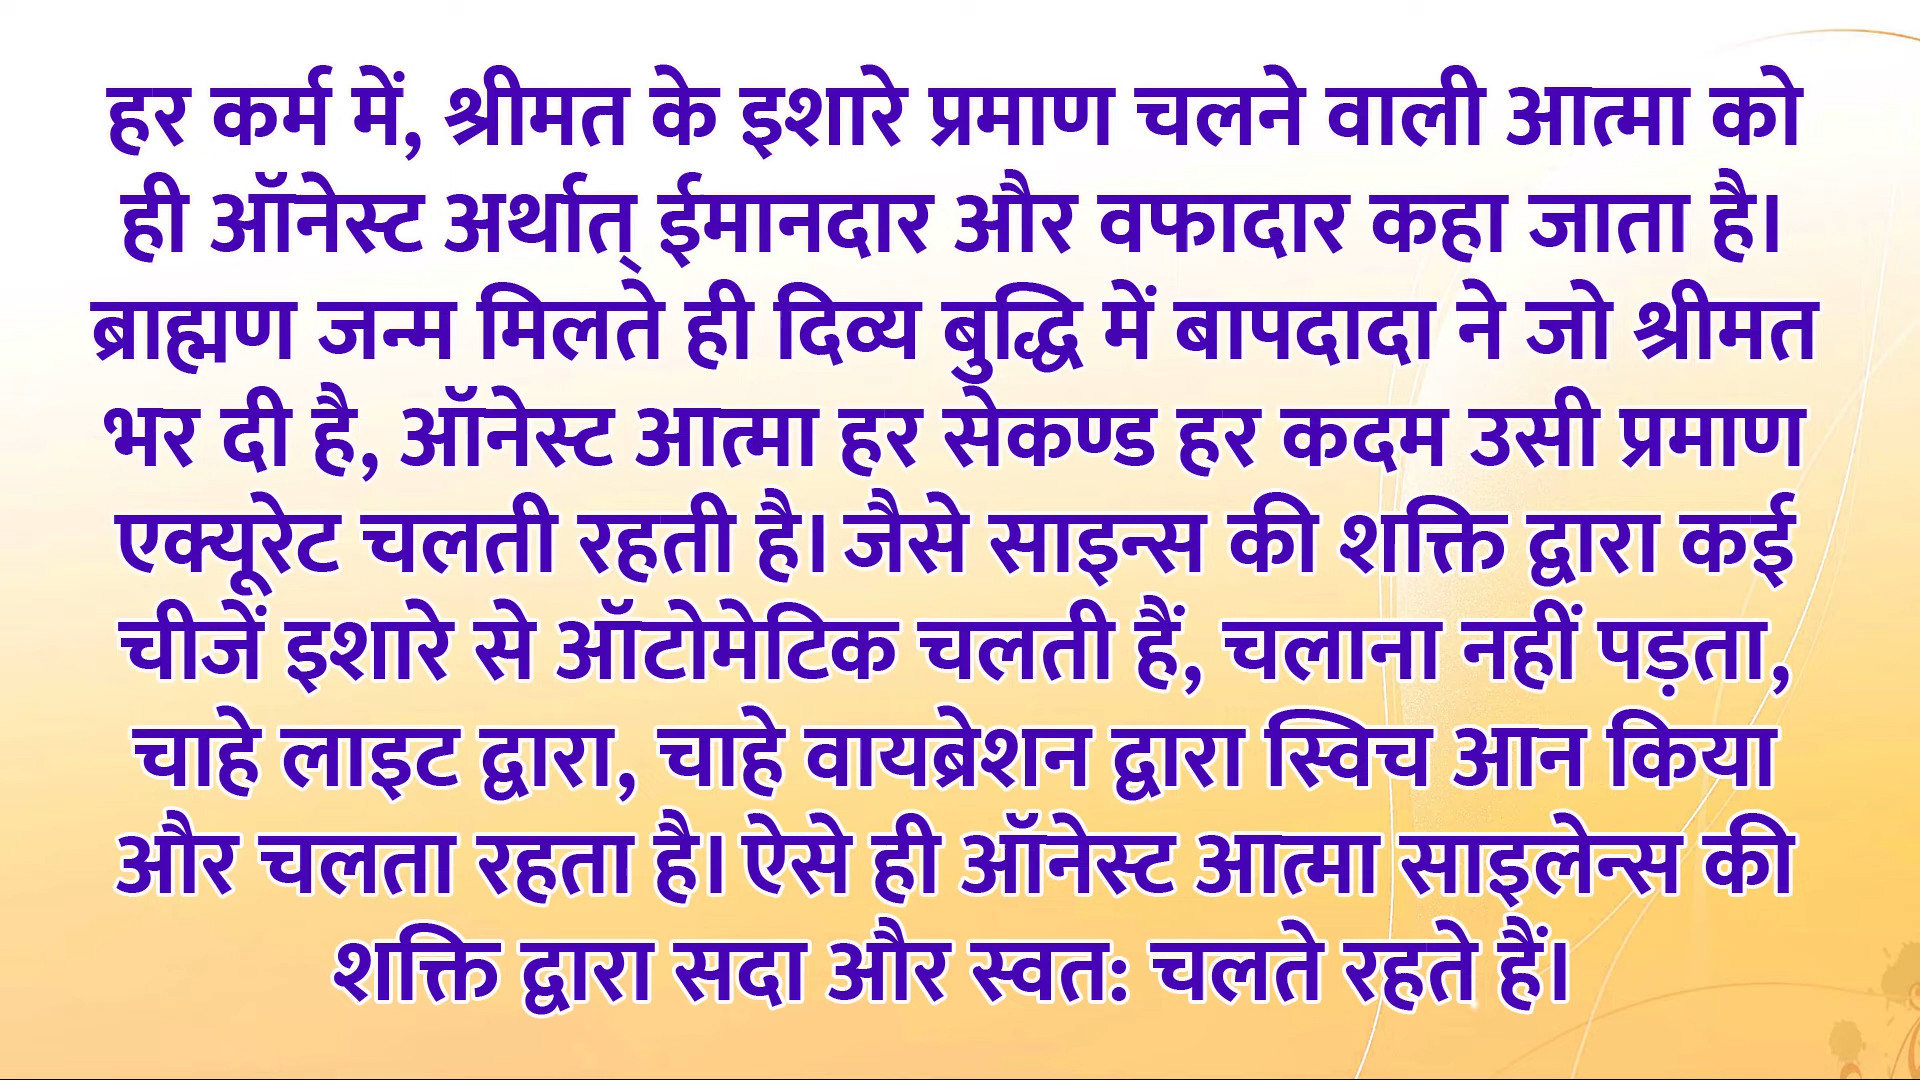 हर कर्म में, श्रीमत के इशारे प्रमाण चलने वाली आत्मा को
ही ऑनेस्ट अर्थात् ईमानदार और वफादार कहा जाता है।
ब्राह्मण जन्म मिलते ही दिव्य बुद्धि में बापदादा ने जो श्रीमत
भर दी है, ऑनेस्ट आत्मा हर सेकण्ड हर कदम उसी प्रमाण
एक्यूरेट चलती रहती है। जैसे साइन्स की शक्ति द्वारा कई
चीजें इशारे से ऑटोमेटिक चलती हैं, चलाना नहीं पड़ता,
चाहे लाइट द्वारा, चाहे वायब्रेशन द्वारा स्विच आन किया
और चलता रहता है। ऐसे ही ऑनेस्ट आत्मा साइलेन्स की
शक्ति द्वारा सदा और स्वत: चलते रहते हैं।